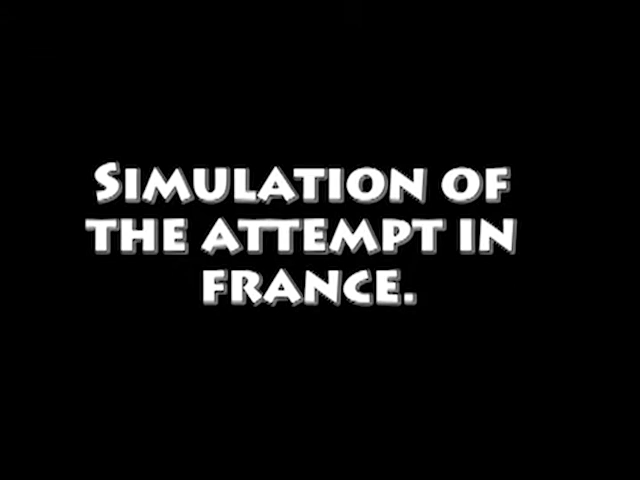 Simulation of
the attempt in
france.